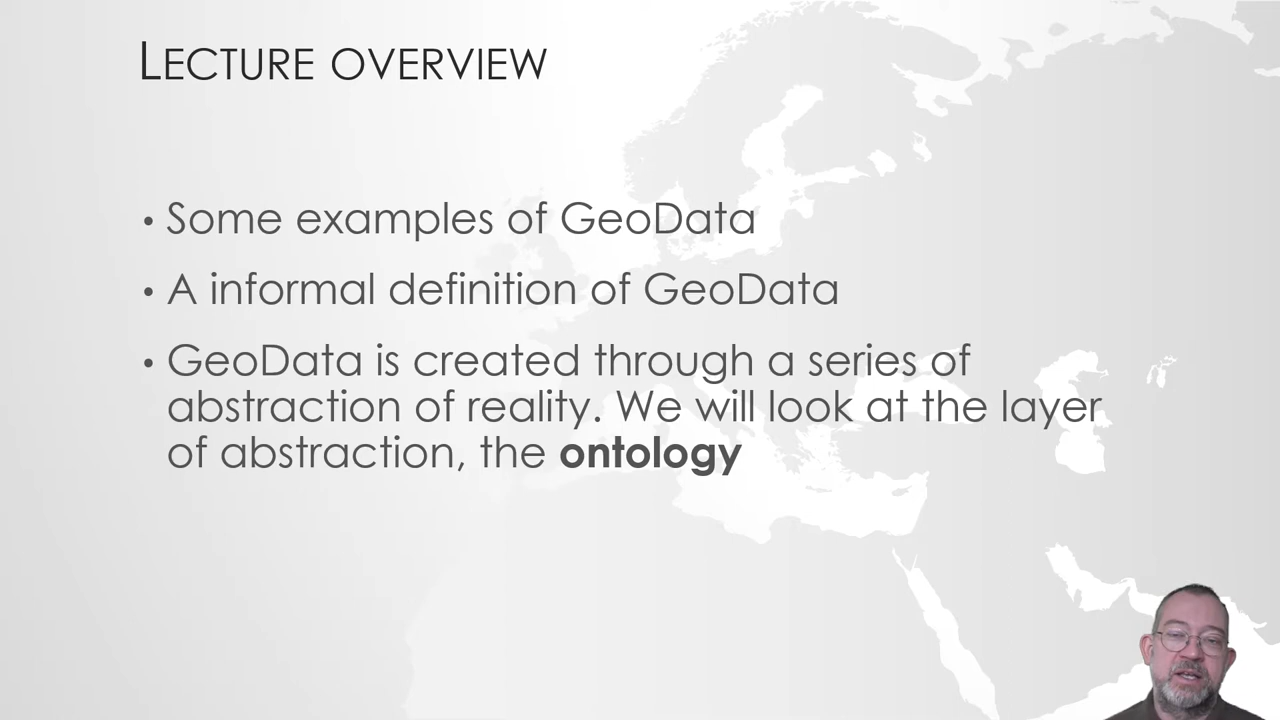 LECTURE OVERVIEW
• Some examples of GeoData
• A informal definition of GeoData
• GeoData is created through a series of
abstraction of reality. We will look at the layer
of abstraction, the ontology